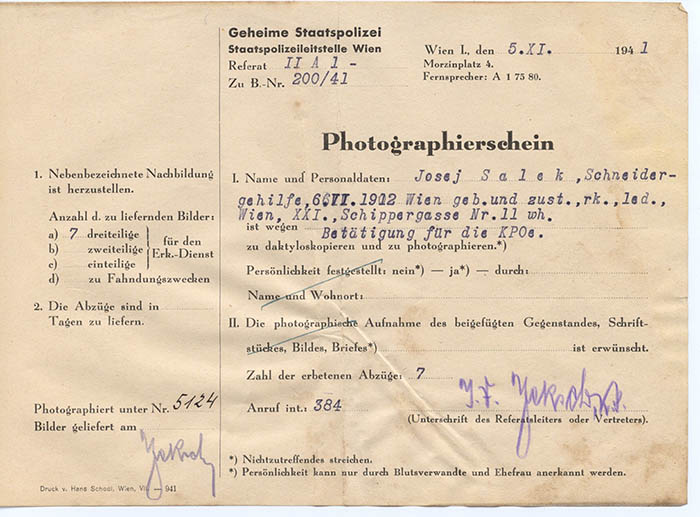 Geheime Staatspolizei
Staatspolizeileitstelle Wien
Referat II A 1 -
Zu B.-Nr. 200/41
Wien I., den 5.XI. 1941
Morzinplatz 4.
Fernsprecher: A 1 75 80.
Photographierschein
1. Nebenbezeichnete Nachbildung
ist herzustellen.
Anzahl d. zu liefernden Bilder:
a) 7 dreiteilige
b) zweiteilige
c) einteilige
für den
Erk.-Dienst
d) zu Fahndungszwecken
2. Die Abzüge sind in
Tagen zu liefern.
Photographiert unter Nr. 5124
Bilder geliefert am
Druck v. Hans Schodl, Wien, — 941
I. Name und Personaldaten: Josej Salek, Schneider-
gehilfe, 1912 Wien geb.und zust., rk., led.,
Wien, XXI., Schippergasse Nr.11 wh.
ist wegen Betätigung für die KPOe.
zu daktyloskopieren und zu photographieren.*)
Persönlichkeit festgestellt: nein*) — ja*) — durch:
Name und Wohnort:
II. Die photographische Aufnahme des beigefügten Gegenstandes, Schrift-
stückes, Bildes, Briefes*) ist erwünscht.
Zahl der erbetenen Abzüge: 7
Anruf int.: 384
(Unterschrift des Referatsleiters oder Vertreters).
*) Nichtzutreffendes streichen.
*) Persönlichkeit kann nur durch Blutsverwandte und Ehefrau anerkannt werden.